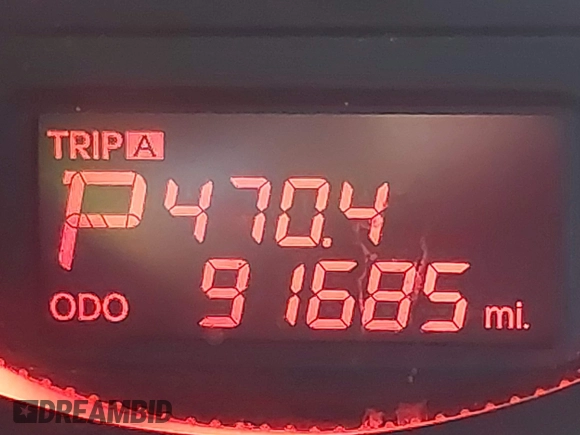 TRIP A
P 470.4
ODO 91685 mi.
DREAMBID